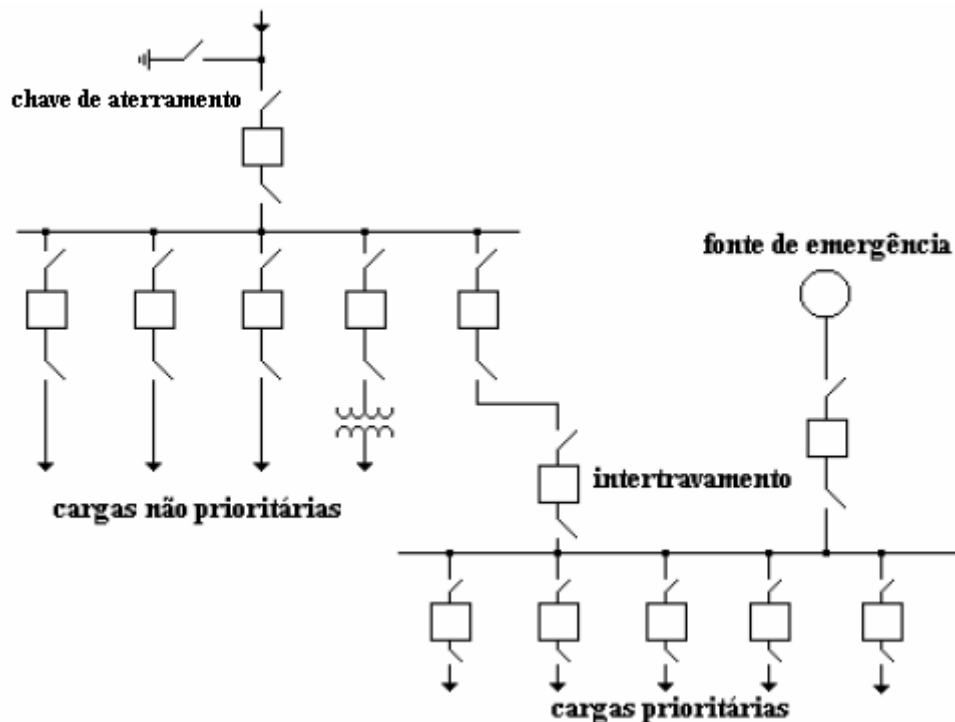 chave de aterramento
fonte de emergência
cargas não prioritárias
intertravamento
cargas prioritárias